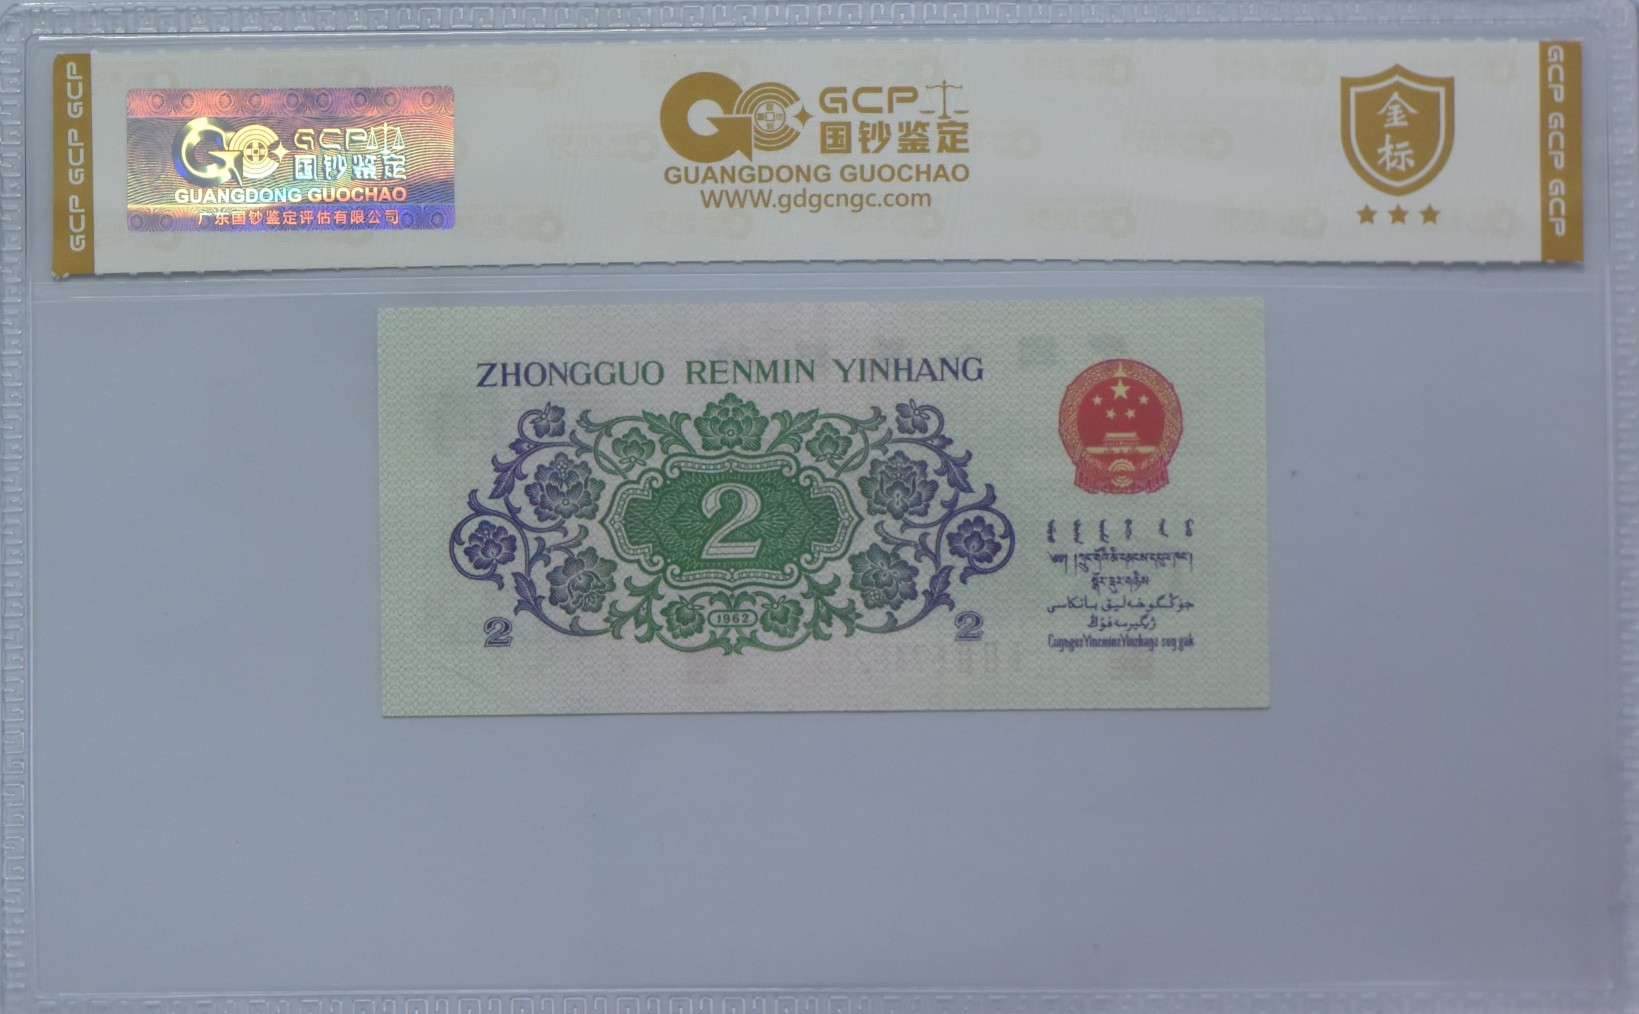 GCP GCP GCP
GCP
国钞鉴定
GUANGDONG GUOCHAO
广东国钞鉴定评估有限公司
GCP
国钞鉴定
GUANGDONG GUOCHAO
WWW.gdgcngc.com
金标
GCP GCP GCP
ZHONGGUO RENMIN YINHANG
2
1962
2
2